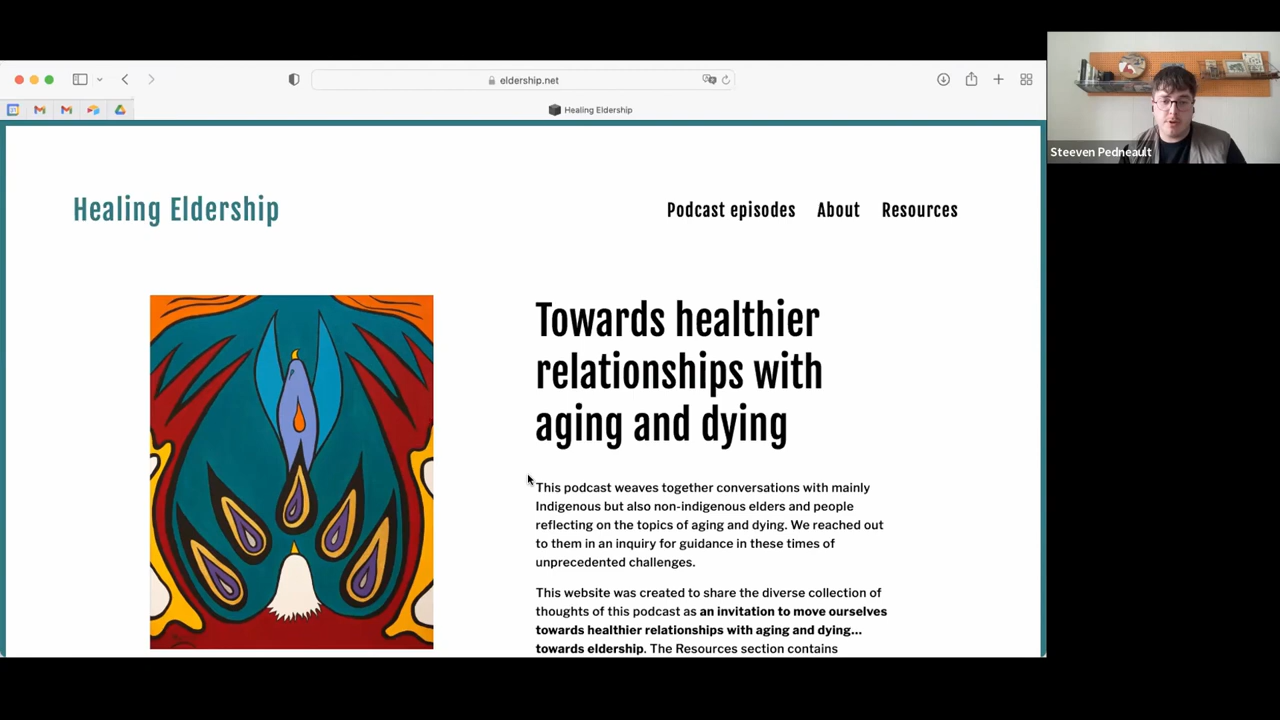 eldership.net
Healing Eldership
Healing Eldership
Podcast episodes About Resources
Towards healthier
relationships with
aging and dying
This podcast weaves together conversations with mainly
Indigenous but also non-indigenous elders and people
reflecting on the topics of aging and dying. We reached out
to them in an inquiry for guidance in these times of
unprecedented challenges.
This website was created to share the diverse collection of
thoughts of this podcast as an invitation to move ourselves
towards healthier relationships with aging and dying...
towards eldership. The Resources section contains
Steeven Pedneault